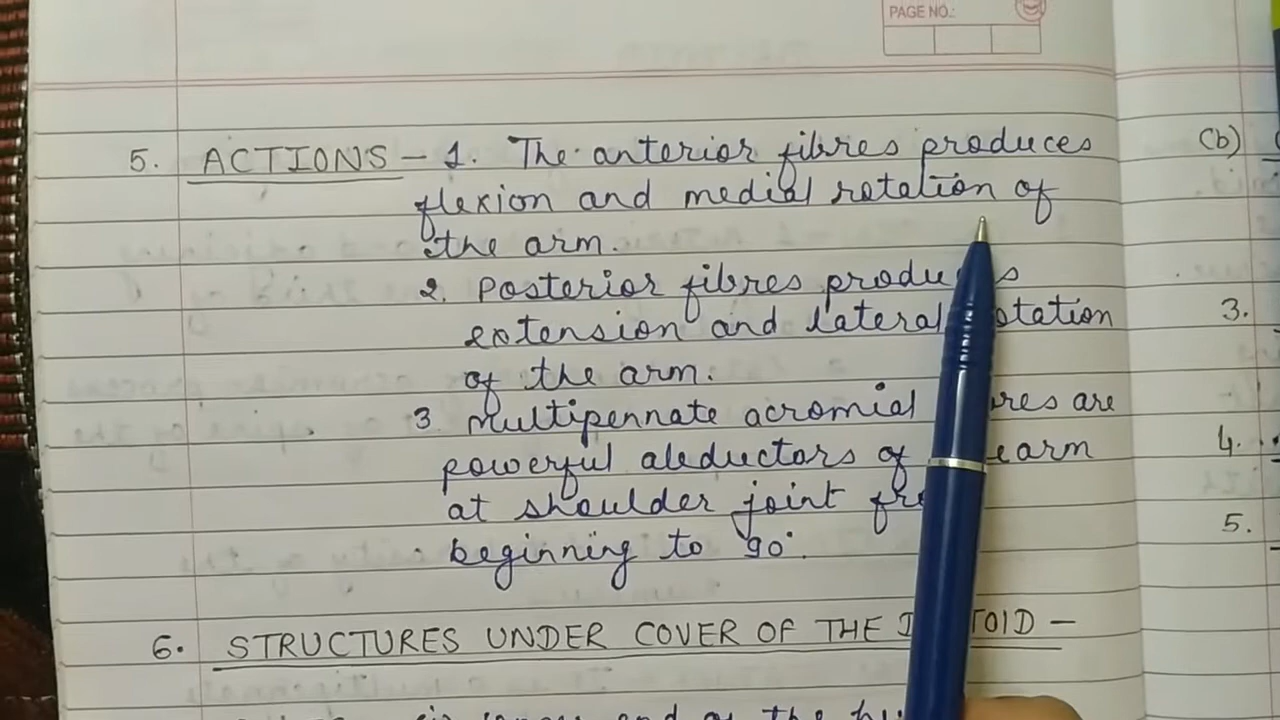 PAGE NO.:
5. ACTIONS - 1. The anterior fibres produces
flexion and medial rotation of
the arm.
2. Posterior fibres
extension and lateral
of the arm.
3 Multipennate acromial are
powerful abductors of arm
at shoulder joint
beginning to 90°.
6. STRUCTURES UNDER COVER OF THE -
(b)
3.
4.
5.